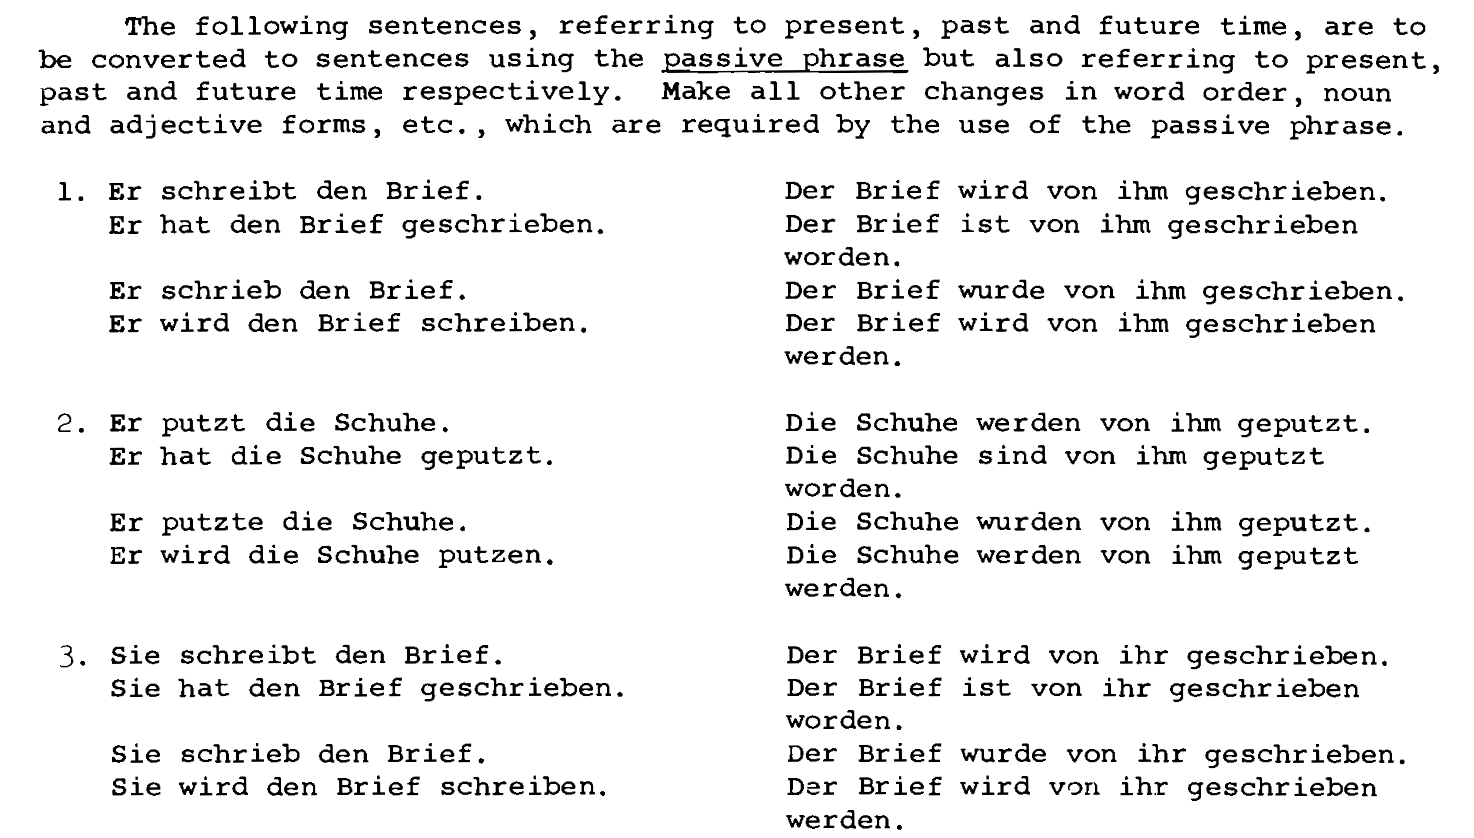 The following sentences, referring to present, past and future time, are to
be converted to sentences using the passive phrase but also referring to present,
past and future time respectively. Make all other changes in word order, noun
and adjective forms, etc., which are required by the use of the passive phrase.
1. Er schreibt den Brief. Der Brief wird von ihm geschrieben.
Er hat den Brief geschrieben. Der Brief ist von ihm geschrieben
worden.
Er schrieb den Brief. Der Brief wurde von ihm geschrieben.
Er wird den Brief schreiben. Der Brief wird von ihm geschrieben
werden.
2. Er putzt die Schuhe. Die Schuhe werden von ihm geputzt.
Er hat die Schuhe geputzt. Die Schuhe sind von ihm geputzt
worden.
Er putzte die Schuhe. Die Schuhe wurden von ihm geputzt.
Er wird die Schuhe putzen. Die Schuhe werden von ihm geputzt
werden.
3. Sie schreibt den Brief. Der Brief wird von ihr geschrieben.
Sie hat den Brief geschrieben. Der Brief ist von ihr geschrieben
worden.
Sie schrieb den Brief. Der Brief wurde von ihr geschrieben.
Sie wird den Brief schreiben. Der Brief wird von ihr geschrieben
werden.